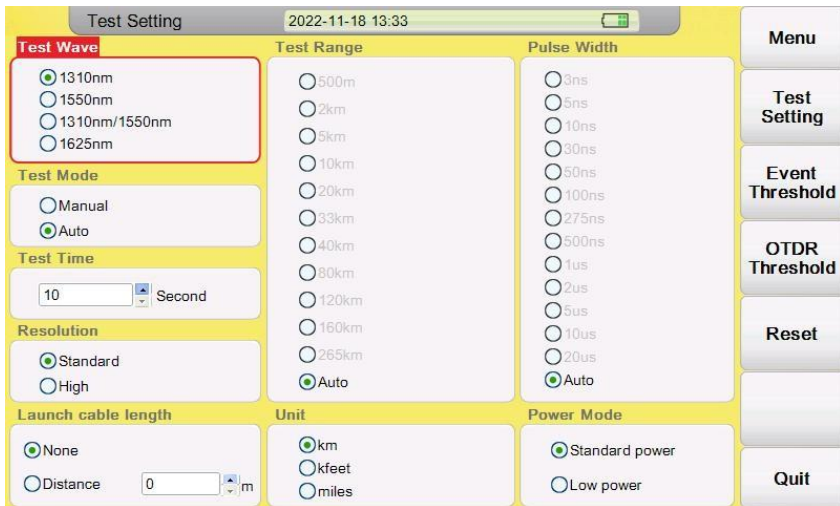 Test Setting
2022-11-18 13:33
Test Wave
1310nm
1550nm
1310nm/1550nm
1625nm
Test Mode
Manual
Auto
Test Time
10 Second
Resolution
Standard
High
Launch cable length
None
Distance 0 m
Test Range
500m
2km
5km
10km
20km
33km
40km
80km
120km
160km
265km
Auto
Unit
km
kfeet
miles
Pulse Width
3ns
5ns
10ns
30ns
50ns
100ns
275ns
500ns
1us
2us
5us
10us
20us
Auto
Power Mode
Standard power
Low power
Menu
Test
Setting
Event
Threshold
OTDR
Threshold
Reset
Quit